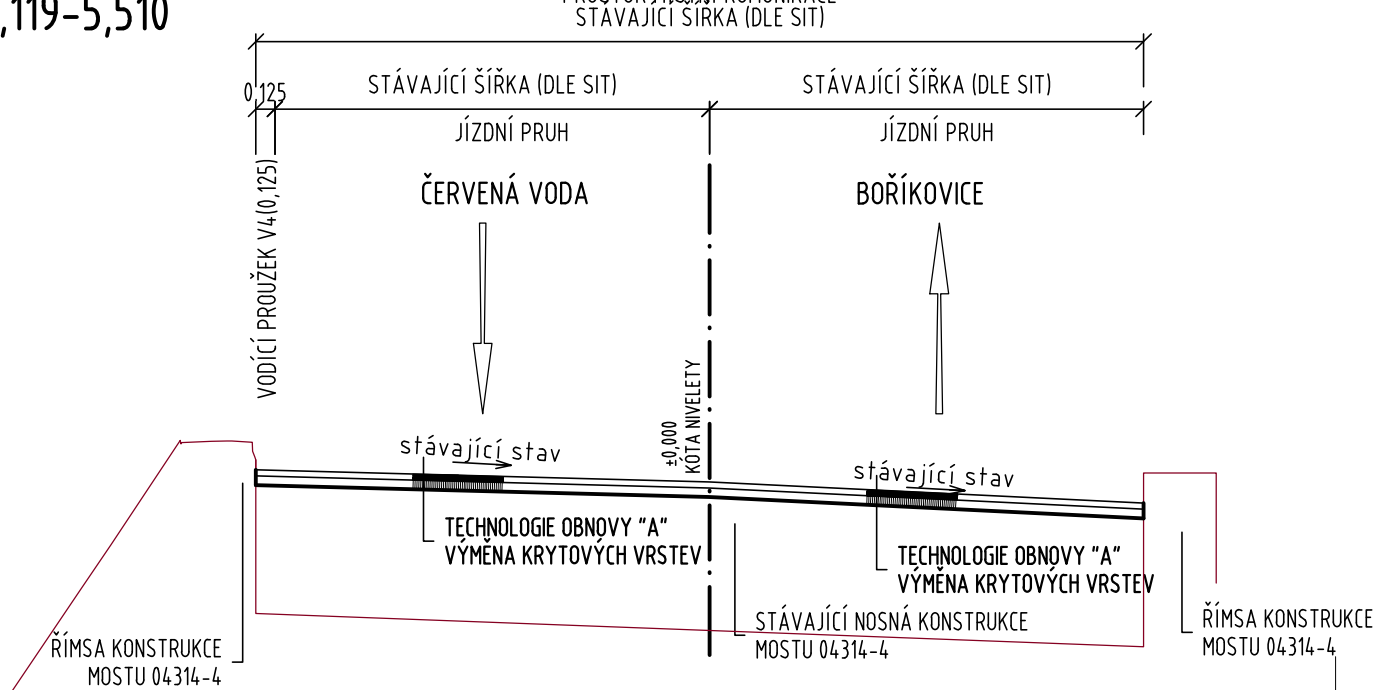 ,119-5,510
STÁVAJÍCÍ ŠÍŘKA (DLE SIT)
0,125
STÁVAJÍCÍ ŠÍŘKA (DLE SIT)
STÁVAJÍCÍ ŠÍŘKA (DLE SIT)
JÍZDNÍ PRUH
JÍZDNÍ PRUH
VODÍCÍ PROUŽEK V4(0,125)
ČERVENÁ VODA
BOŘÍKOVICE
±0,000
KÓTA NIVELETY
stávající stav
stávající stav
TECHNOLOGIE OBNOVY "A"
VÝMĚNA KRYTOVÝCH VRSTEV
TECHNOLOGIE OBNOVY "A"
VÝMĚNA KRYTOVÝCH VRSTEV
ŘÍMSA KONSTRUKCE
MOSTU 04314-4
STÁVAJÍCÍ NOSNÁ KONSTRUKCE
MOSTU 04314-4
ŘÍMSA KONSTRUKCE
MOSTU 04314-4